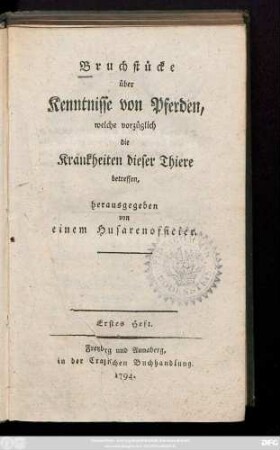 Bruchstücke
über
Kenntnisse von Pferden,
welche vorzüglich
die
Krankheiten dieser Thiere
betreffen,
herausgegeben
von
einem Husarenofficier.
Erstes Heft.
Freyberg und Annaberg,
in der Crazischen Buchhandlung.
1794.